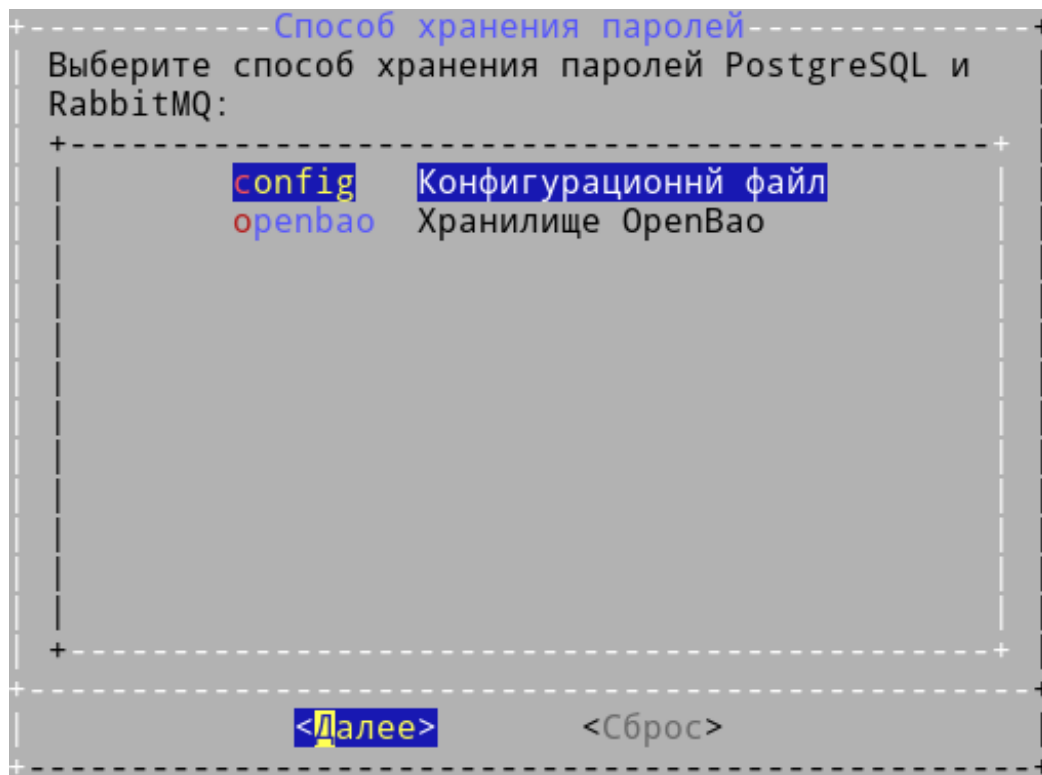 Способ хранения паролей
Выберите способ хранения паролей PostgreSQL и
RabbitMQ:
config Конфигурационнй файл
openbao Хранилище OpenBao
<Далее> <Сброс>